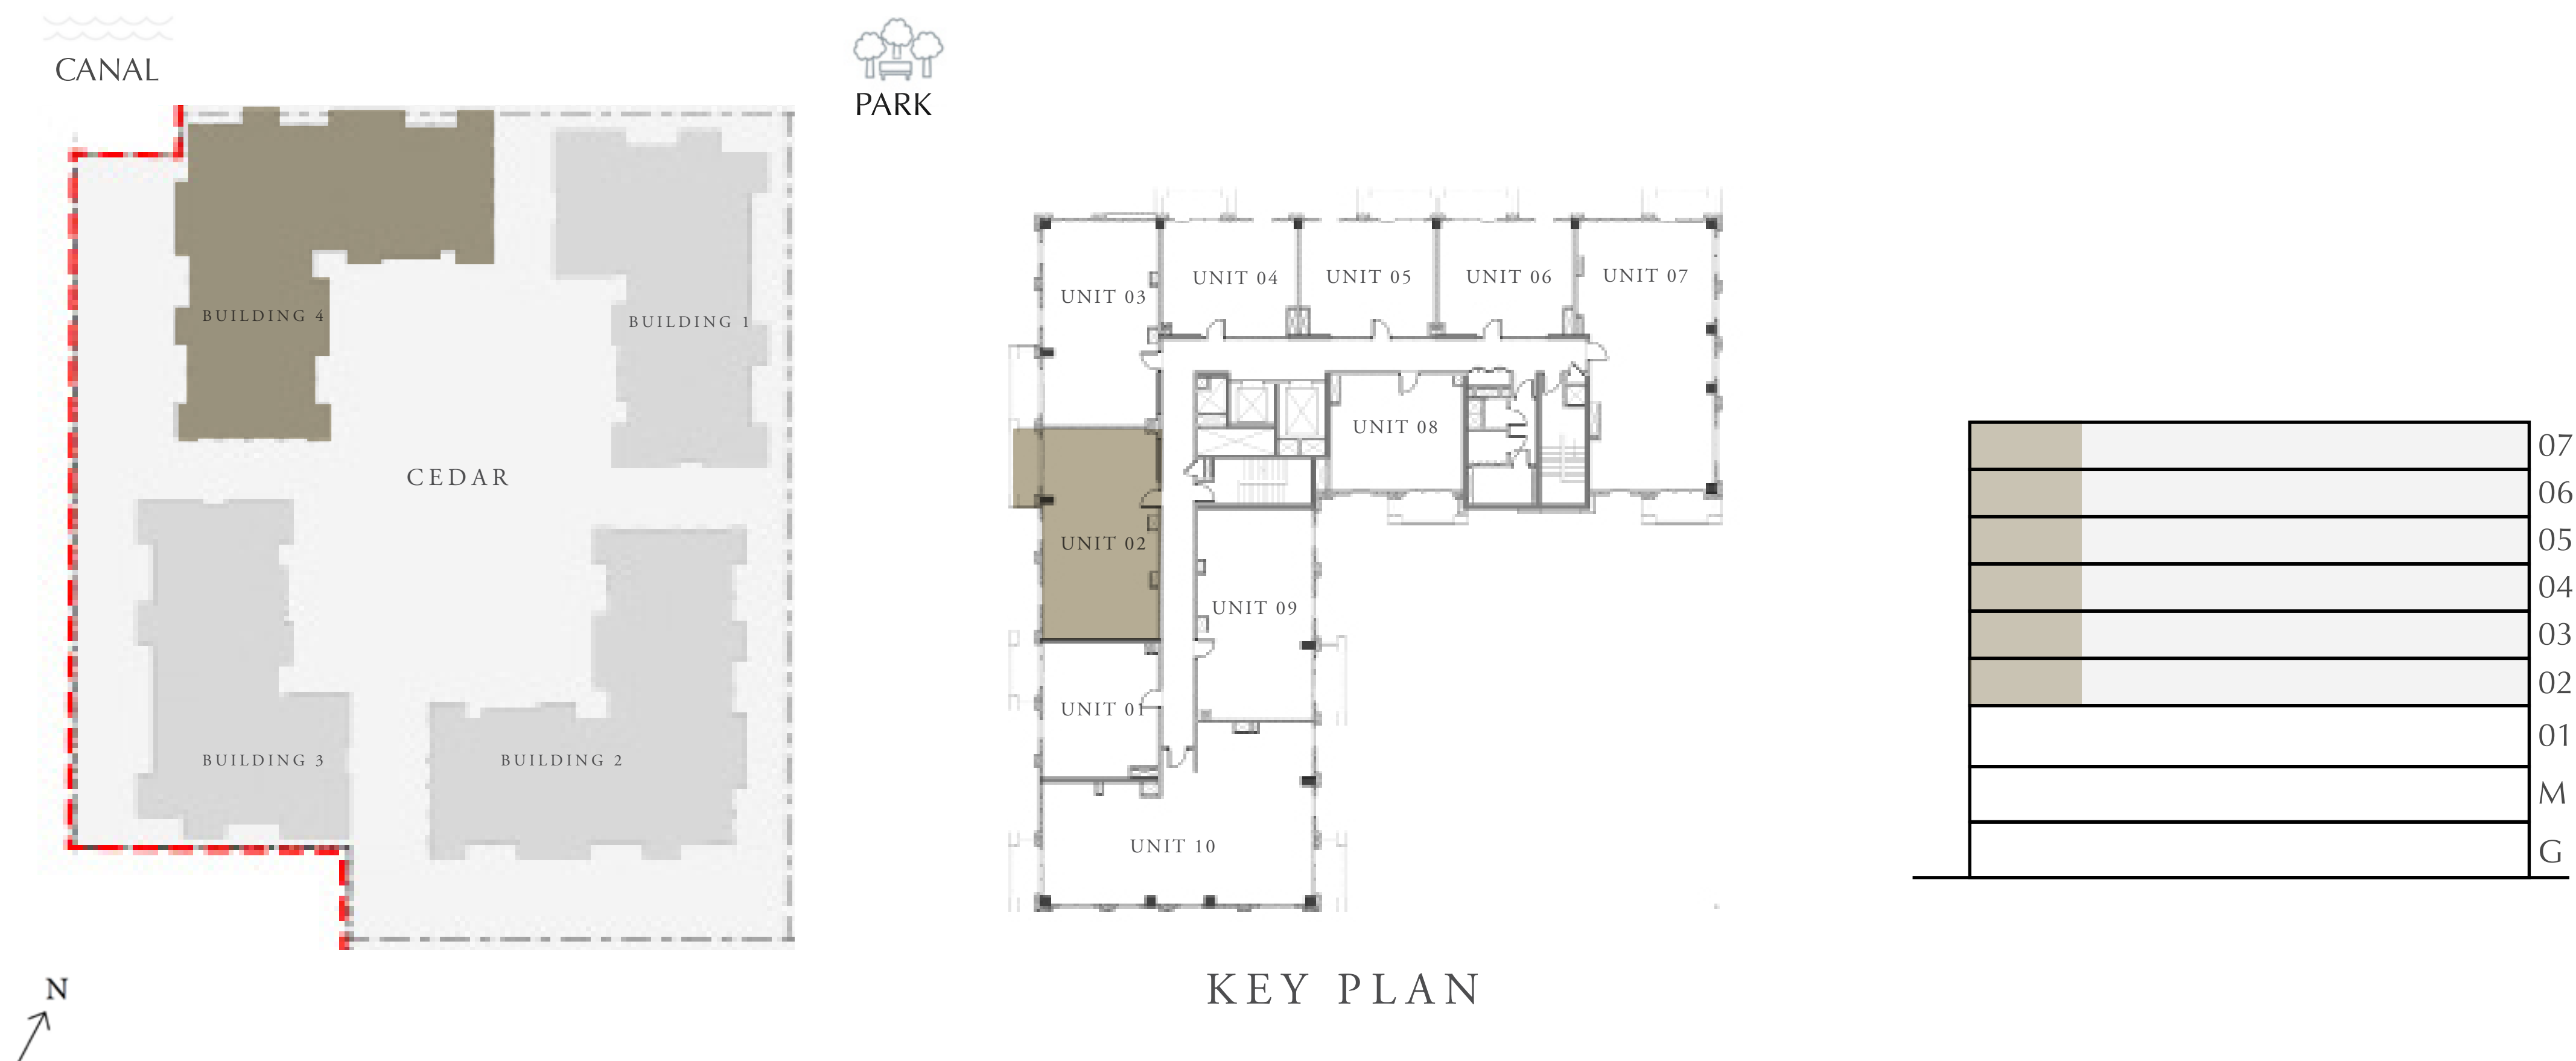 CANAL
PARK
BUILDING 4
BUILDING 1
CEDAR
BUILDING 3
BUILDING 2
N
UNIT 03
UNIT 04
UNIT 05
UNIT 06
UNIT 07
UNIT 08
UNIT 02
UNIT 09
UNIT 01
UNIT 10
KEY PLAN
07
06
05
04
03
02
01
M
G